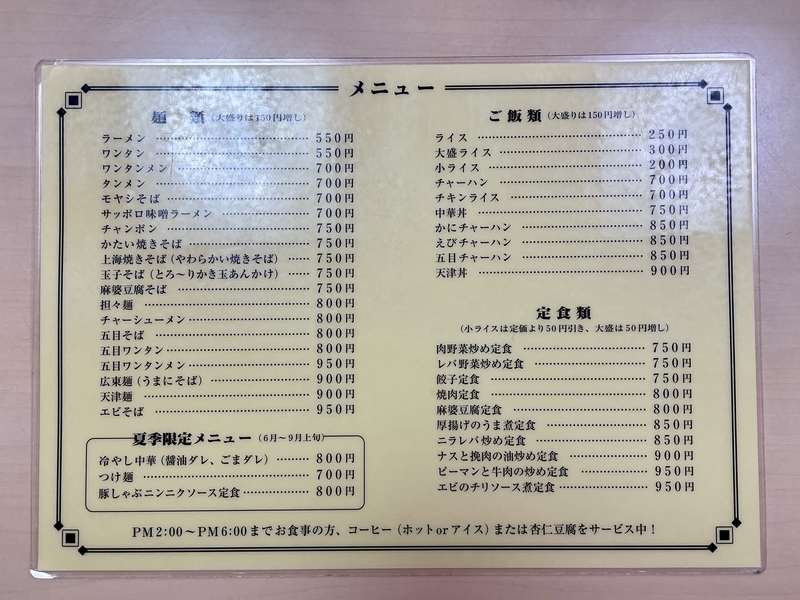 メニュー
麺類（大盛りは150円増し）
ラーメン 550円
ワンタン 550円
ワンタンメン 700円
タンメン 700円
モヤシそば 700円
サッポロ味噌ラーメン 700円
チャンポン 750円
かたい焼きそば 750円
上海焼きそば（やわらかい焼きそば） 750円
玉子そば（とろ〜りかき玉あんかけ） 750円
麻婆豆腐そば 750円
担々麺 800円
チャーシューメン 800円
五目そば 800円
五目ワンタン 800円
五目ワンタンメン 950円
広東麺（うまにそば） 900円
天津麺 900円
エビそば 950円
夏季限定メニュー（6月〜9月上旬）
冷やし中華（醤油ダレ、ごまダレ） 800円
つけ麺 700円
豚しゃぶニンニクソース定食 800円
ご飯類（大盛りは150円増し）
ライス 250円
大盛ライス 300円
小ライス 200円
チャーハン 700円
チキンライス 700円
中華丼 750円
かにチャーハン 850円
えびチャーハン 850円
五目チャーハン 850円
天津丼 900円
定食類
（小ライスは定価より50円引き、大盛は50円増し）
肉野菜炒め定食 750円
レバ野菜炒め定食 750円
餃子定食 750円
焼肉定食 800円
麻婆豆腐定食 800円
厚揚げのうま煮定食 850円
ニラレバ炒め定食 850円
ナスと挽肉の油炒め定食 900円
ピーマンと牛肉の炒め定食 950円
エビのチリソース煮定食 950円
PM2:00〜PM6:00までお食事の方、コーヒー（ホットorアイス）または杏仁豆腐をサービス中！